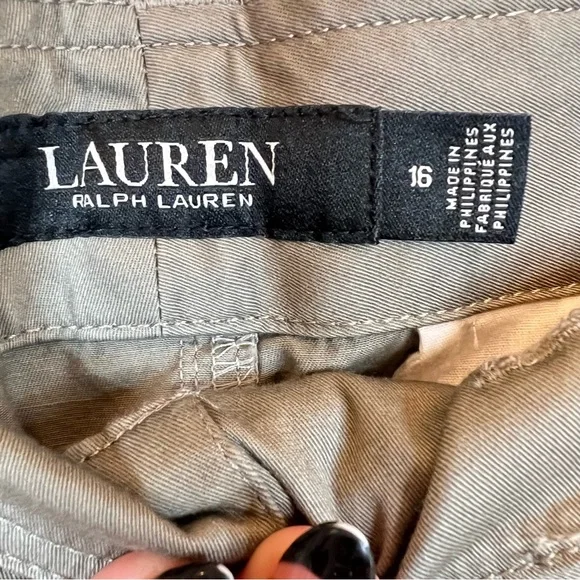 LAUREN
RALPH LAUREN
16
MADE IN
PHILIPPINES
FABRIQUÉ AUX
PHILIPPINES